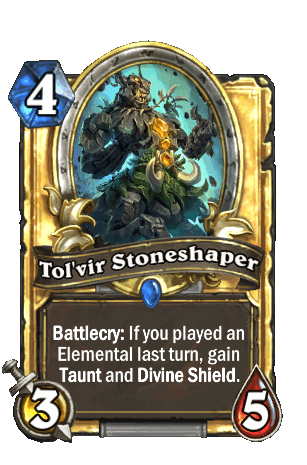 4
Tol'vir Stoneshaper
Battlecry: If you played an
Elemental last turn, gain
Taunt and Divine Shield.
3
5